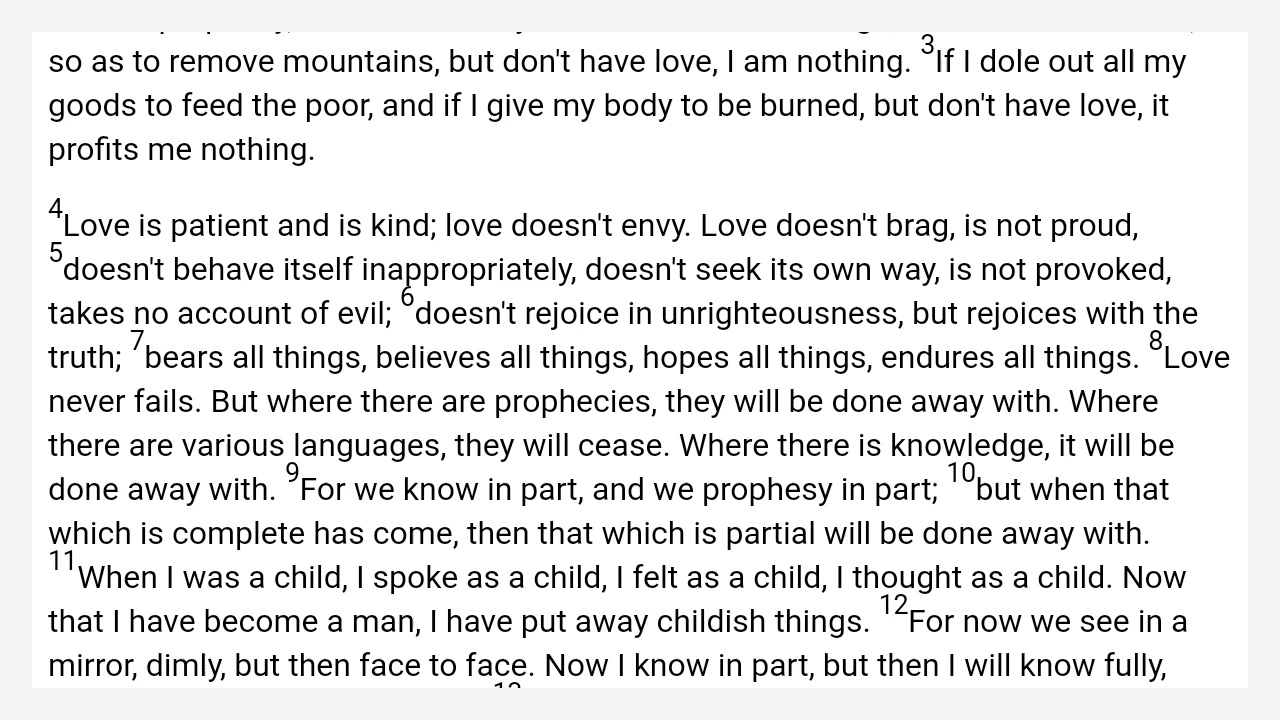 so as to remove mountains, but don't have love, I am nothing. 3If I dole out all my
goods to feed the poor, and if I give my body to be burned, but don't have love, it
profits me nothing.
4Love is patient and is kind; love doesn't envy. Love doesn't brag, is not proud,
5doesn't behave itself inappropriately, doesn't seek its own way, is not provoked,
takes no account of evil; 6doesn't rejoice in unrighteousness, but rejoices with the
truth; 7bears all things, believes all things, hopes all things, endures all things. 8Love
never fails. But where there are prophecies, they will be done away with. Where
there are various languages, they will cease. Where there is knowledge, it will be
done away with. 9For we know in part, and we prophesy in part; 10but when that
which is complete has come, then that which is partial will be done away with.
11When I was a child, I spoke as a child, I felt as a child, I thought as a child. Now
that I have become a man, I have put away childish things. 12For now we see in a
mirror, dimly, but then face to face. Now I know in part, but then I will know fully,